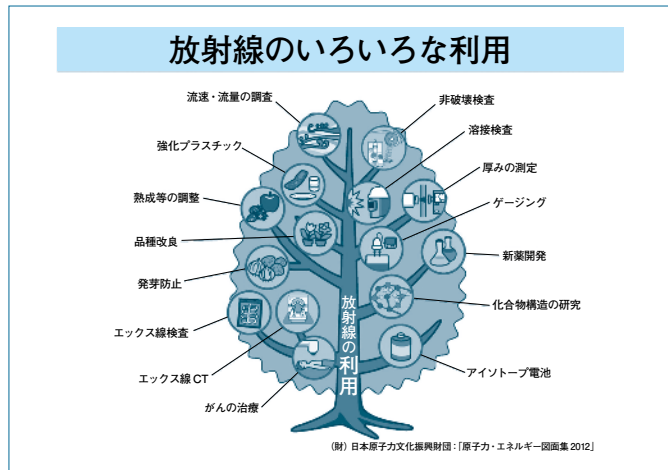 放射線のいろいろな利用
流速・流量の調査
強化プラスチック
熟成等の調整
品種改良
発芽防止
エックス線検査
エックス線CT
がんの治療
非破壊検査
溶接検査
厚みの測定
ゲージング
新薬開発
化合物構造の研究
アイソトープ電池
放射線の利用
(財)日本原子力文化振興財団:「原子力・エネルギー図面集2012」